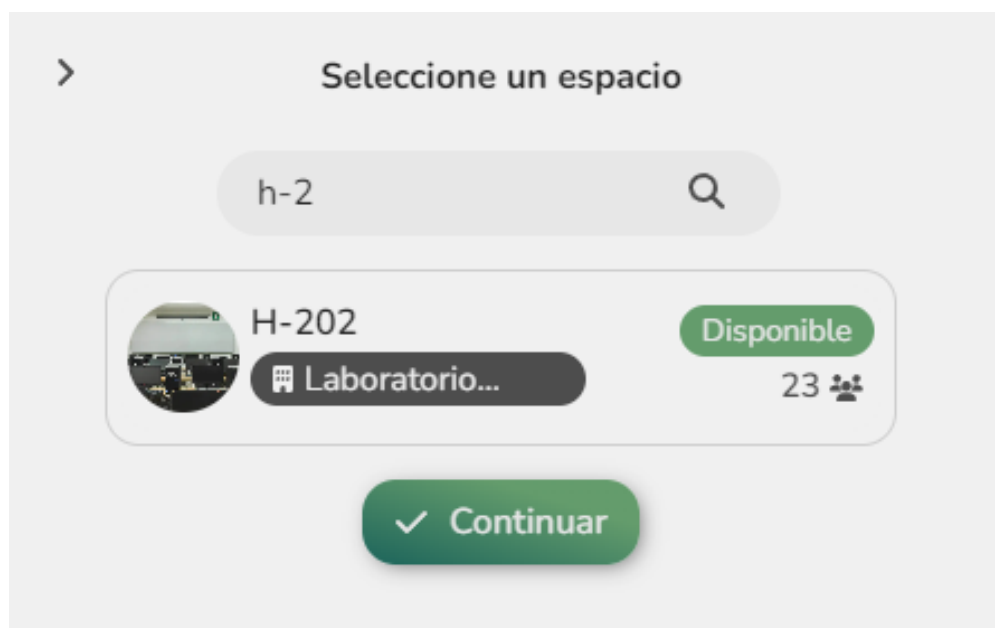 Seleccione un espacio
h-2
H-202
Disponible
Laboratorio...
23
Continuar